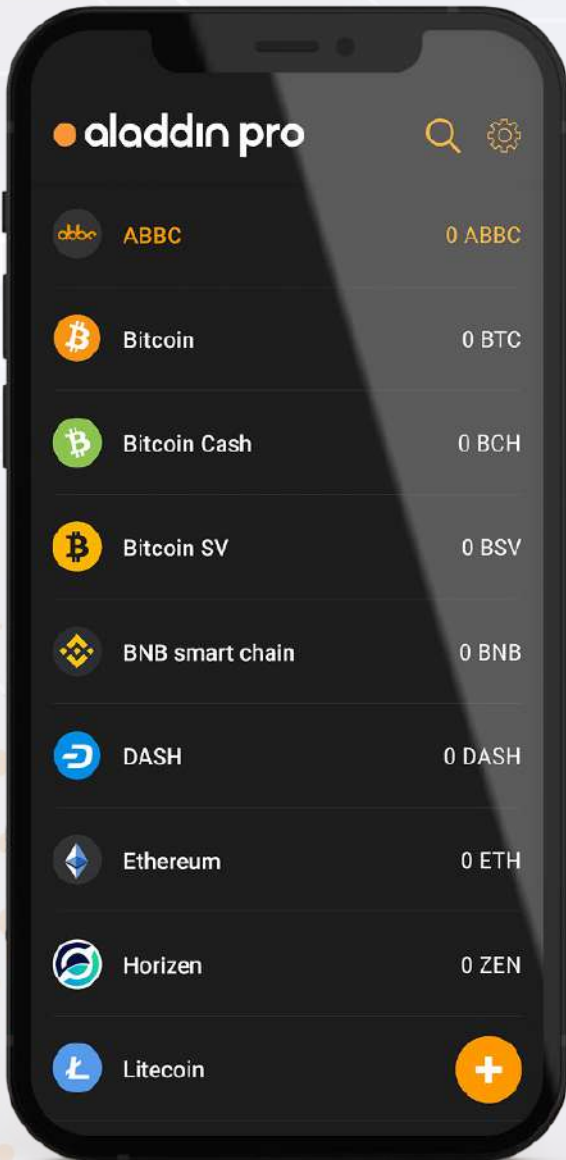 aladdin pro
abbc ABBC 0 ABBC
Bitcoin 0 BTC
Bitcoin Cash 0 BCH
Bitcoin SV 0 BSV
BNB smart chain 0 BNB
DASH 0 DASH
Ethereum 0 ETH
Horizen 0 ZEN
Litecoin